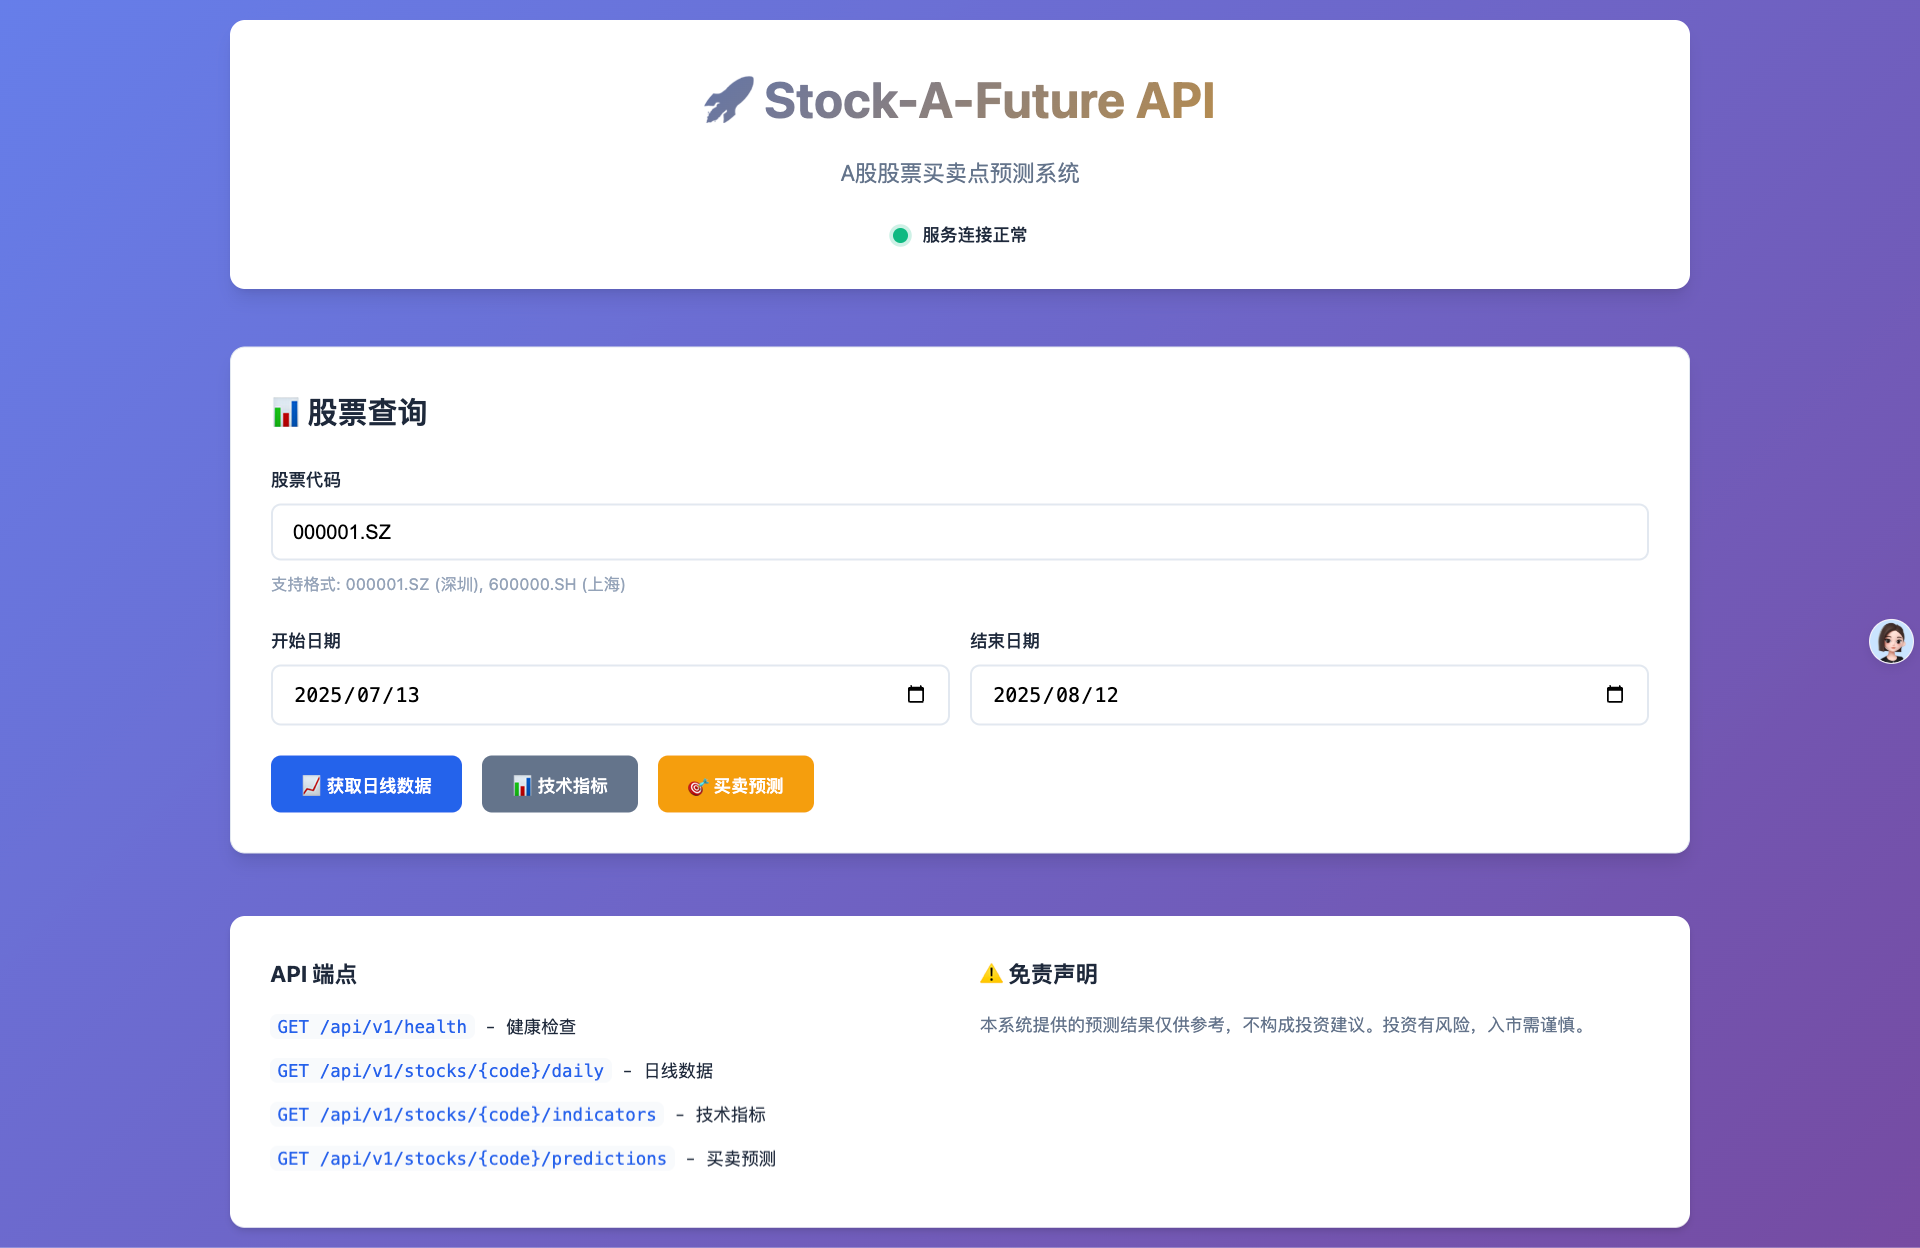 🚀 Stock-A-Future API
A股股票买卖点预测系统
服务连接正常
📊 股票查询
股票代码
000001.SZ
支持格式: 000001.SZ (深圳), 600000.SH (上海)
开始日期
结束日期
2025/07/13
2025/08/12
📈 获取日线数据
📊 技术指标
🎯 买卖预测
API 端点
GET /api/v1/health - 健康检查
GET /api/v1/stocks/{code}/daily - 日线数据
GET /api/v1/stocks/{code}/indicators - 技术指标
GET /api/v1/stocks/{code}/predictions - 买卖预测
⚠️ 免责声明
本系统提供的预测结果仅供参考，不构成投资建议。投资有风险，入市需谨慎。